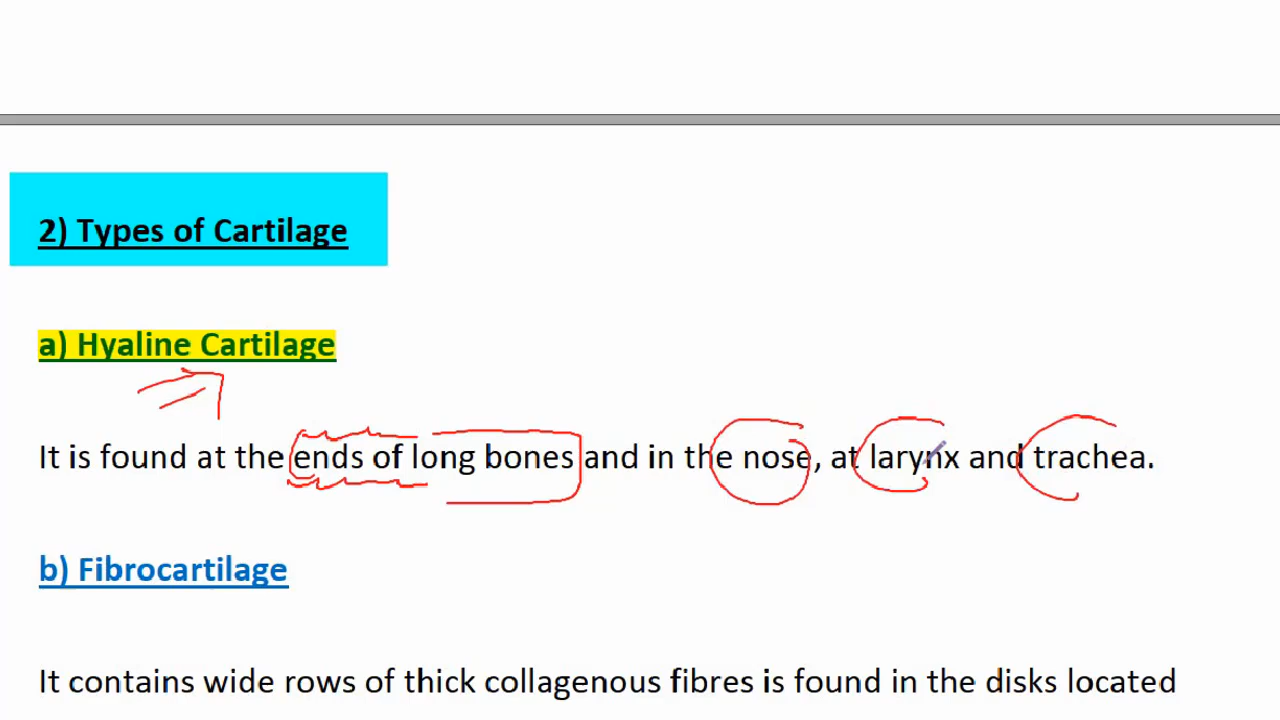 2) Types of Cartilage
a) Hyaline Cartilage
It is found at the ends of long bones and in the nose, at larynx and trachea.
b) Fibrocartilage
It contains wide rows of thick collagenous fibres is found in the disks located